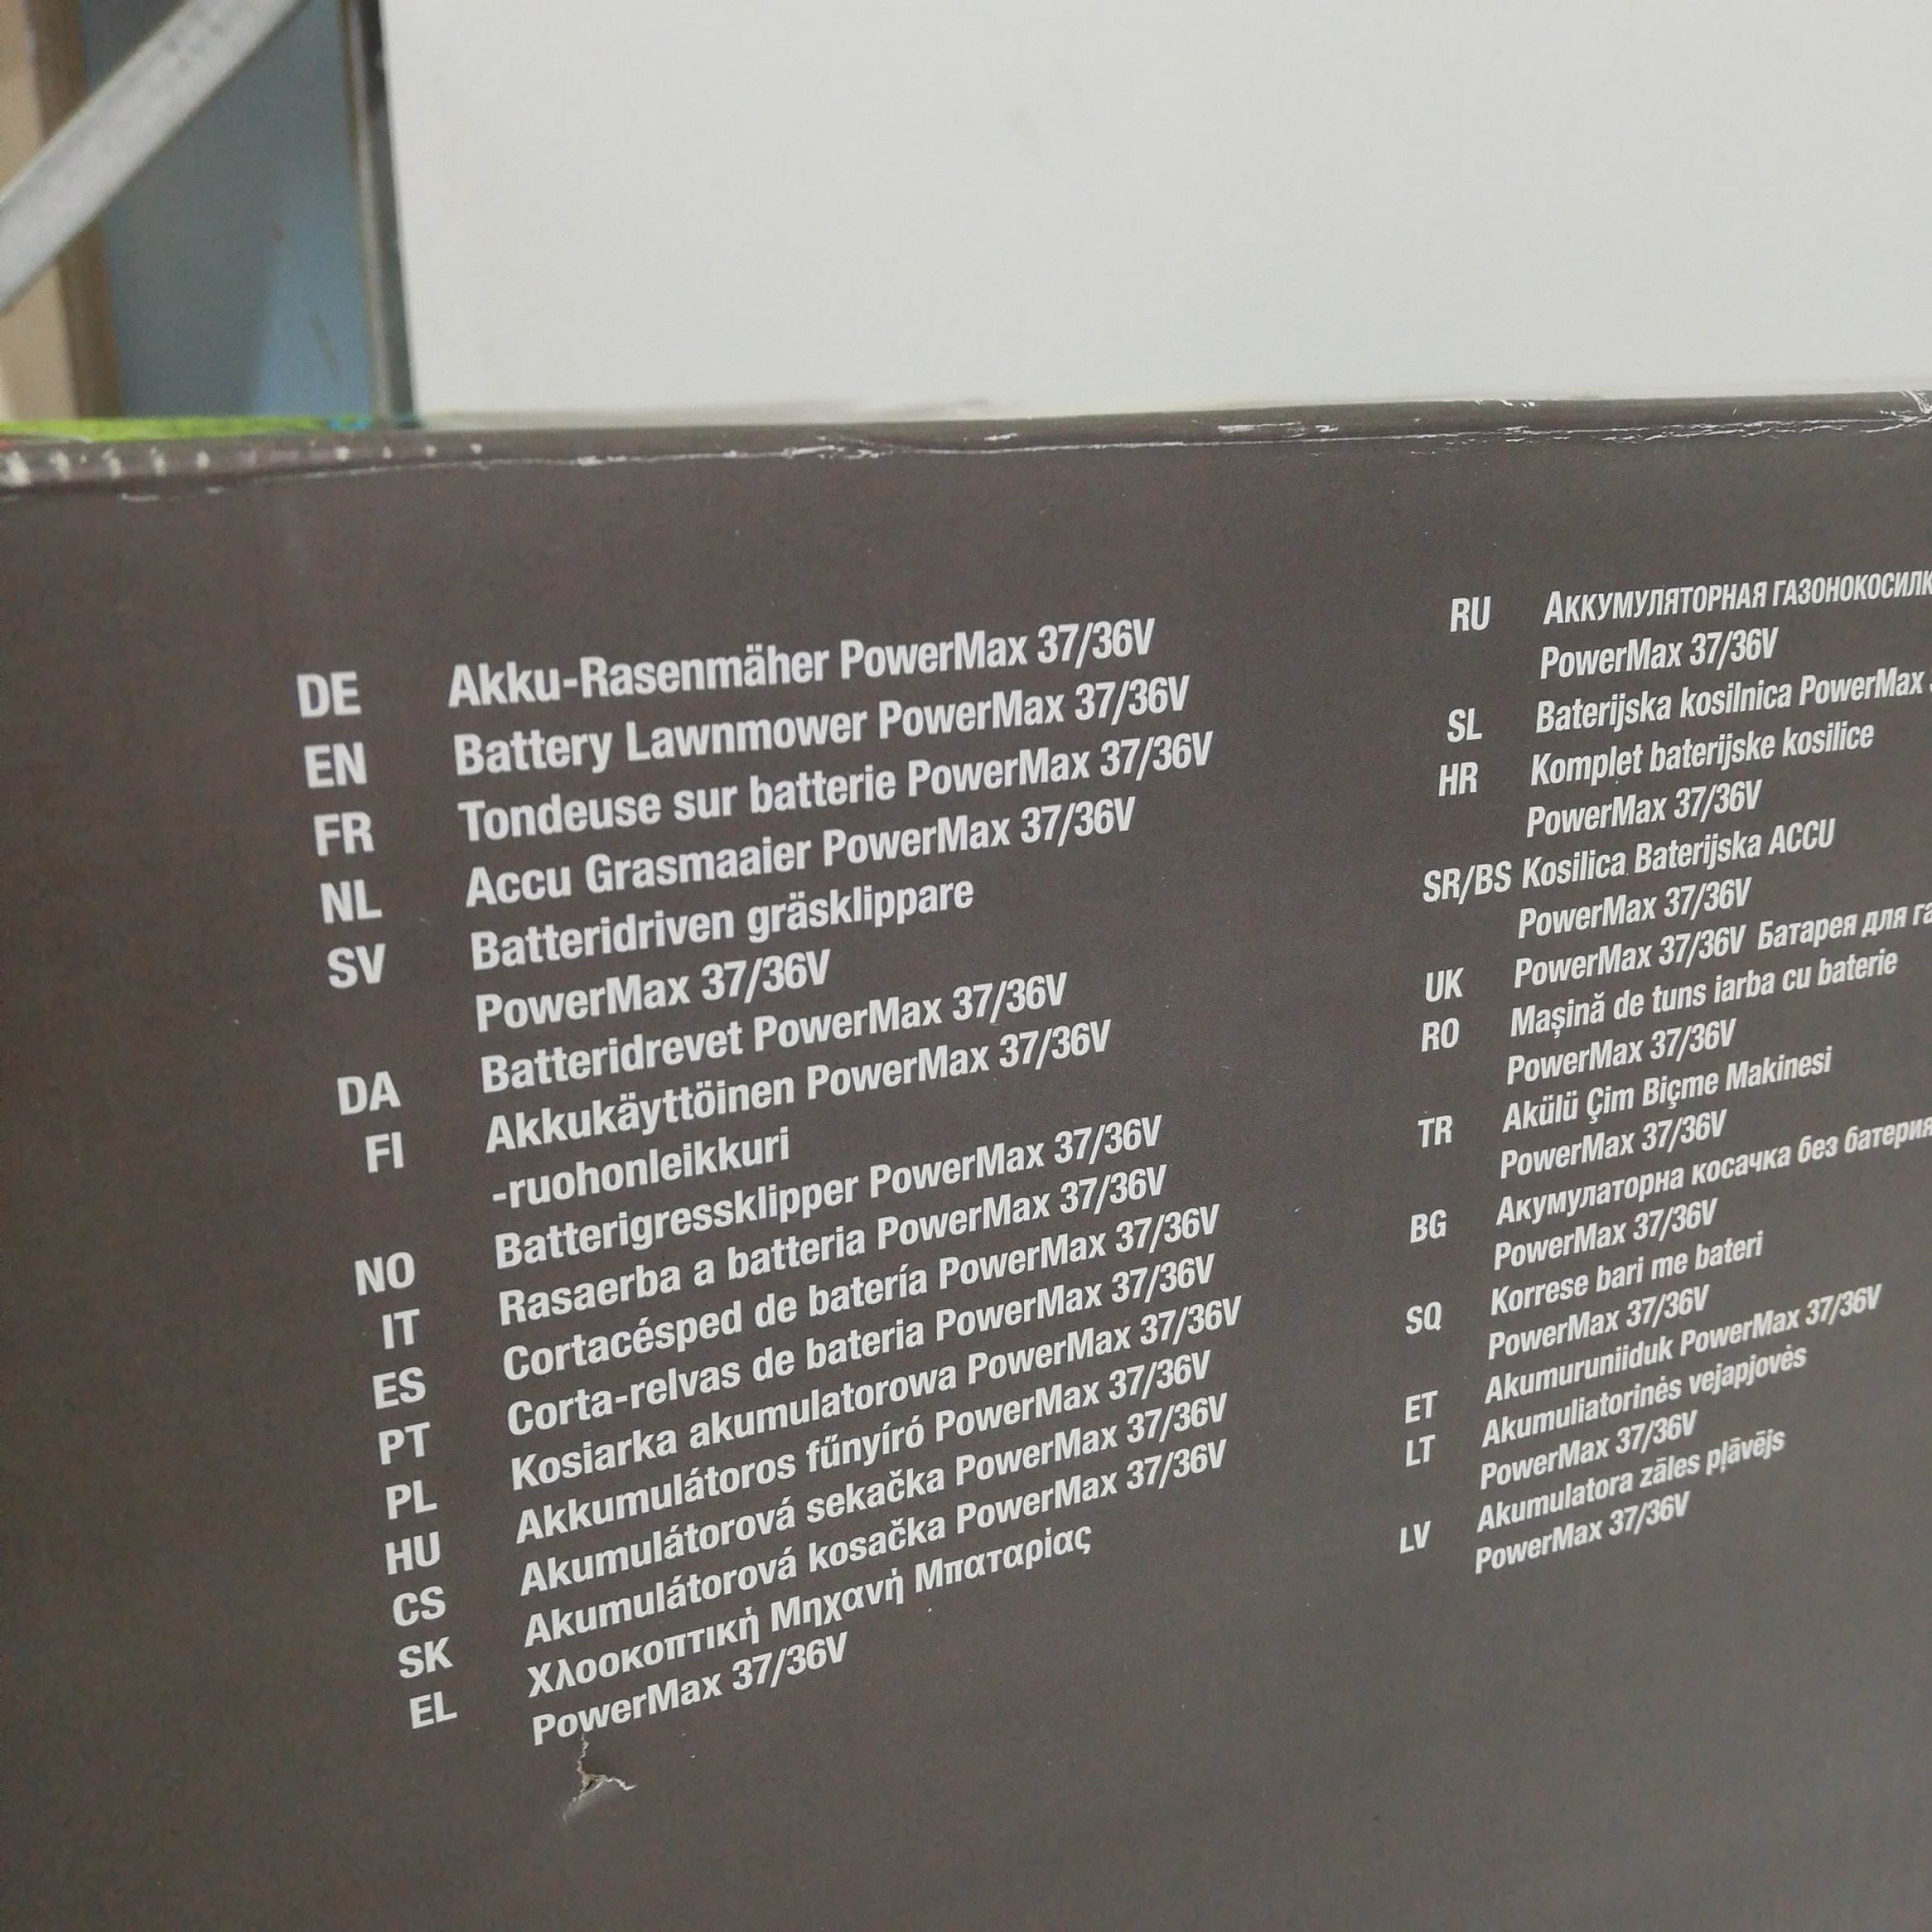 DE Akku-Rasenmäher PowerMax 37/36V
EN Battery Lawnmower PowerMax 37/36V
FR Tondeuse sur batterie PowerMax 37/36V
NL Accu Grasmaaier PowerMax 37/36V
SV Batteridriven gräsklippare
PowerMax 37/36V
DA Batteridrevet PowerMax 37/36V
FI Akkukäyttöinen PowerMax 37/36V
-ruohonleikkuri
NO Batterigressklipper PowerMax 37/36V
IT Rasaerba a batteria PowerMax 37/36V
ES Cortacésped de batería PowerMax 37/36V
PT Corta-relvas de bateria PowerMax 37/36V
PL Kosiarka akumulatorowa PowerMax 37/36V
HU Akkumulátoros fűnyíró PowerMax 37/36V
CS Akumulátorová sekačka PowerMax 37/36V
SK Akumulátorová kosačka PowerMax 37/36V
EL Χλοοκοπτική Μηχανή Μπαταρίας
PowerMax 37/36V
RU Аккумуляторная газонокосилк
PowerMax 37/36V
SL Baterijska kosilnica PowerMax
HR Komplet baterijske kosilice
PowerMax 37/36V
SR/BS Kosilica Baterijska ACCU
PowerMax 37/36V
UK PowerMax 37/36V Батарея для га
RO Mașină de tuns iarba cu baterie
PowerMax 37/36V
TR Akülü Çim Biçme Makinesi
PowerMax 37/36V
BG Акумулаторна косачка без батерия
PowerMax 37/36V
SQ Korrese bari me bateri
PowerMax 37/36V
ET Akumuruniiduk PowerMax 37/36V
LT Akumuliatorinės vejapjovės
PowerMax 37/36V
LV Akumulatora zāles pļāvējs
PowerMax 37/36V